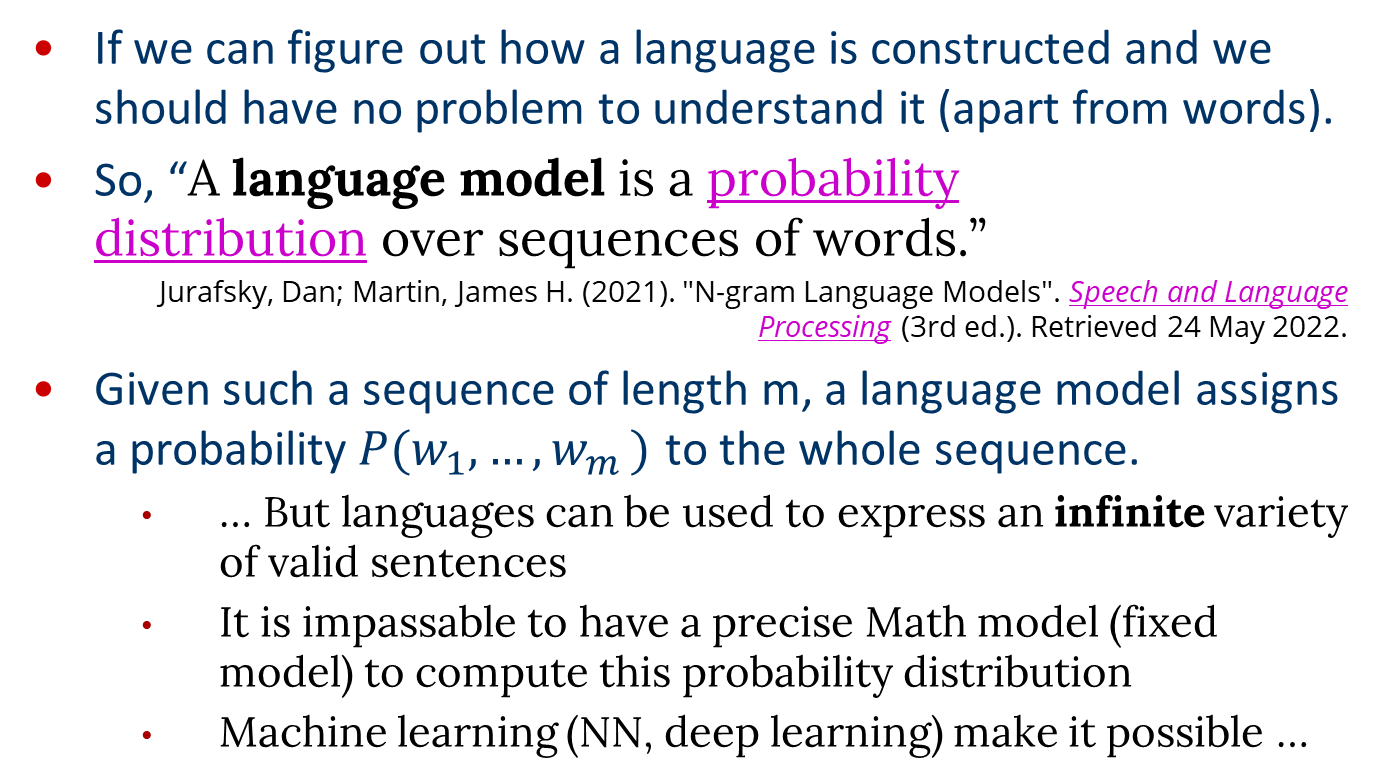 • If we can figure out how a language is constructed and we
should have no problem to understand it (apart from words).
• So, “A language model is a probability
distribution over sequences of words.”
Jurafsky, Dan; Martin, James H. (2021). "N-gram Language Models". Speech and Language
Processing (3rd ed.). Retrieved 24 May 2022.
• Given such a sequence of length m, a language model assigns
a probability P(w₁, … , wₘ ) to the whole sequence.
• … But languages can be used to express an infinite variety
of valid sentences
• It is impassable to have a precise Math model (fixed
model) to compute this probability distribution
• Machine learning (NN, deep learning) make it possible …